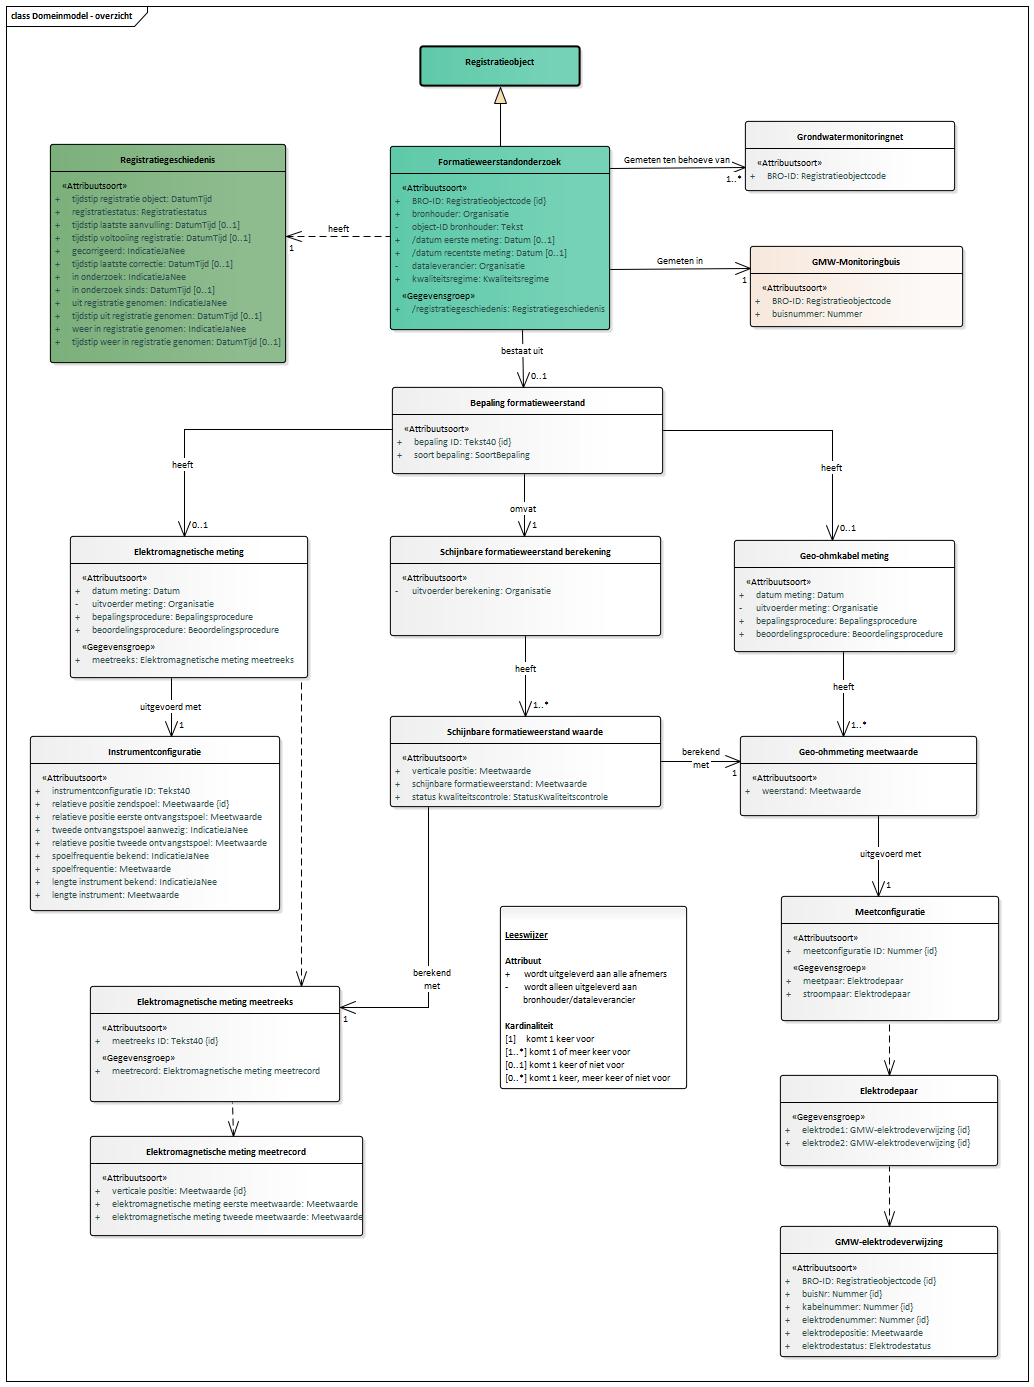 class Domeinmodel - overzicht
Registratieobject
Registratiegeschiedenis
«Attribuutsoort»
+ tijdstip registratie object: DatumTijd
+ registratiestatus: Registratiestatus
+ tijdstip laatste aanvulling: DatumTijd [0..1]
+ tijdstip voltooiing registratie: DatumTijd [0..1]
+ gecorrigeerd: IndicatieJaNee
+ tijdstip laatste correctie: DatumTijd [0..1]
+ in onderzoek: IndicatieJaNee
+ in onderzoek sinds: DatumTijd [0..1]
+ uit registratie genomen: IndicatieJaNee
+ tijdstip uit registratie genomen: DatumTijd [0..1]
+ weer in registratie genomen: IndicatieJaNee
+ tijdstip weer in registratie genomen: DatumTijd [0..1]
heeft
1
Formatieweerstandonderzoek
«Attribuutsoort»
+ BRO-ID: Registratieobjectcode {id}
+ bronhouder: Organisatie
- object-ID bronhouder: Tekst
+ /datum eerste meting: Datum [0..1]
+ /datum recentste meting: Datum [0..1]
- dataleverancier: Organisatie
+ kwaliteitsregime: Kwaliteitsregime
«Gegevensgroep»
+ /registratiegeschiedenis: Registratiegeschiedenis
Gemeten ten behoeve van
1..*
Grondwatermonitoringnet
«Attribuutsoort»
+ BRO-ID: Registratieobjectcode
Gemeten in
1
GMW-Monitoringbuis
«Attribuutsoort»
+ BRO-ID: Registratieobjectcode
+ buisnummer: Nummer
bestaat uit
0..1
Bepaling formatieweerstand
«Attribuutsoort»
+ bepaling ID: Tekst40 {id}
+ soort bepaling: SoortBepaling
heeft
0..1
omvat
1
heeft
0..1
Elektromagnetische meting
«Attribuutsoort»
+ datum meting: Datum
- uitvoerder meting: Organisatie
+ bepalingsprocedure: Bepalingsprocedure
+ beoordelingsprocedure: Beoordelingsprocedure
«Gegevensgroep»
+ meetreeks: Elektromagnetische meting meetreeks
Schijnbare formatieweerstand berekening
«Attribuutsoort»
- uitvoerder berekening: Organisatie
Geo-ohmkabel meting
«Attribuutsoort»
+ datum meting: Datum
- uitvoerder meting: Organisatie
+ bepalingsprocedure: Bepalingsprocedure
+ beoordelingsprocedure: Beoordelingsprocedure
uitgevoerd met
1
heeft
1..*
heeft
1..*
Instrumentconfiguratie
«Attribuutsoort»
+ instrumentconfiguratie ID: Tekst40
+ relatieve positie zendspoel: Meetwaarde {id}
+ relatieve positie eerste ontvangstspoel: Meetwaarde
+ tweede ontvangstspoel aanwezig: IndicatieJaNee
+ relatieve positie tweede ontvangstspoel: Meetwaarde
+ spoelfrequentie bekend: IndicatieJaNee
+ spoelfrequentie: Meetwaarde
+ lengte instrument bekend: IndicatieJaNee
+ lengte instrument: Meetwaarde
Schijnbare formatieweerstand waarde
«Attribuutsoort»
+ verticale positie: Meetwaarde
+ schijnbare formatieweerstand: Meetwaarde
+ status kwaliteitscontrole: StatusKwaliteitscontrole
berekend
met
1
Geo-ohmmeting meetwaarde
«Attribuutsoort»
+ weerstand: Meetwaarde
uitgevoerd met
1
berekend
met
1
Leeswijzer
Attribuut
+ wordt uitgeleverd aan alle afnemers
- wordt alleen uitgeleverd aan
bronhouder/dataleverancier
Kardinaliteit
[1] komt 1 keer voor
[1..*] komt 1 of meer keer voor
[0..1] komt 1 keer of niet voor
[0..*] komt 1 keer, meer keer of niet voor
Meetconfiguratie
«Attribuutsoort»
+ meetconfiguratie ID: Nummer {id}
«Gegevensgroep»
+ meetpaar: Elektrodepaar
+ stroompaar: Elektrodepaar
Elektromagnetische meting meetreeks
«Attribuutsoort»
+ meetreeks ID: Tekst40 {id}
«Gegevensgroep»
+ meetrecord: Elektromagnetische meting meetrecord
Elektrodepaar
«Gegevensgroep»
+ elektrode1: GMW-elektrodeverwijzing {id}
+ elektrode2: GMW-elektrodeverwijzing {id}
Elektromagnetische meting meetrecord
«Attribuutsoort»
+ verticale positie: Meetwaarde {id}
+ elektromagnetische meting eerste meetwaarde: Meetwaarde
+ elektromagnetische meting tweede meetwaarde: Meetwaarde
GMW-elektrodeverwijzing
«Attribuutsoort»
+ BRO-ID: Registratieobjectcode {id}
+ buisNr: Nummer {id}
+ kabelnummer: Nummer {id}
+ elektrodenummer: Nummer {id}
+ elektrodepositie: Meetwaarde
+ elektrodestatus: Elektrodestatus